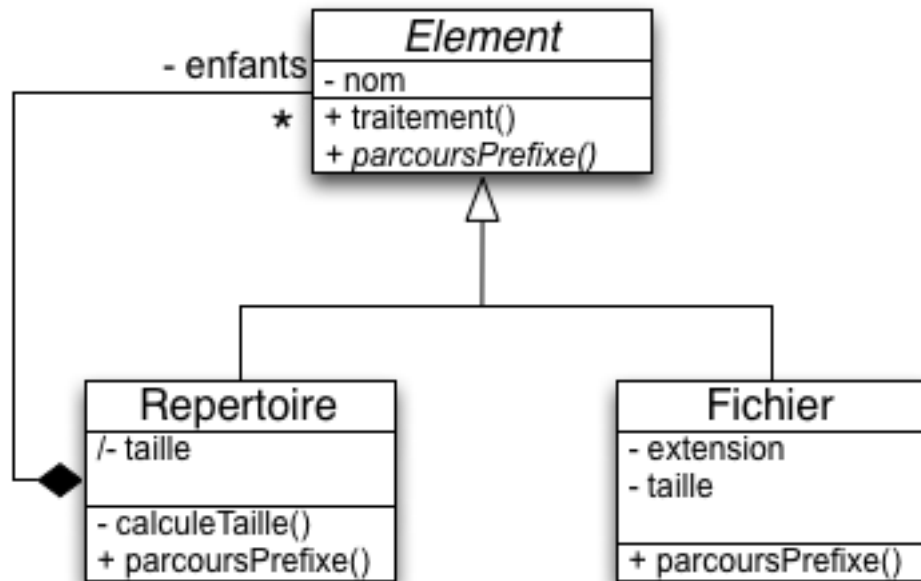 Element
- enfants
- nom
*
+ traitement()
+ parcoursPrefixe()
Repertoire
/- taille
- calculeTaille()
+ parcoursPrefixe()
Fichier
- extension
- taille
+ parcoursPrefixe()